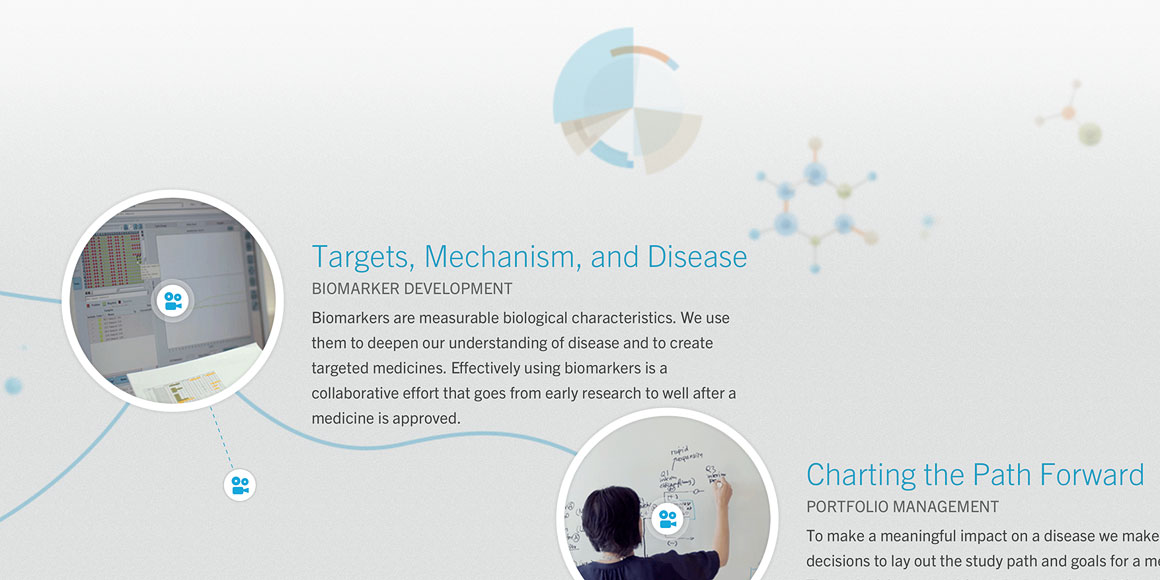 Targets, Mechanism, and Disease
BIOMARKER DEVELOPMENT
Biomarkers are measurable biological characteristics. We use
them to deepen our understanding of disease and to create
targeted medicines. Effectively using biomarkers is a
collaborative effort that goes from early research to well after a
medicine is approved.
rapid
Q1
Q3
Charting the Path Forward
PORTFOLIO MANAGEMENT
To make a meaningful impact on a disease we make
decisions to lay out the study path and goals for a